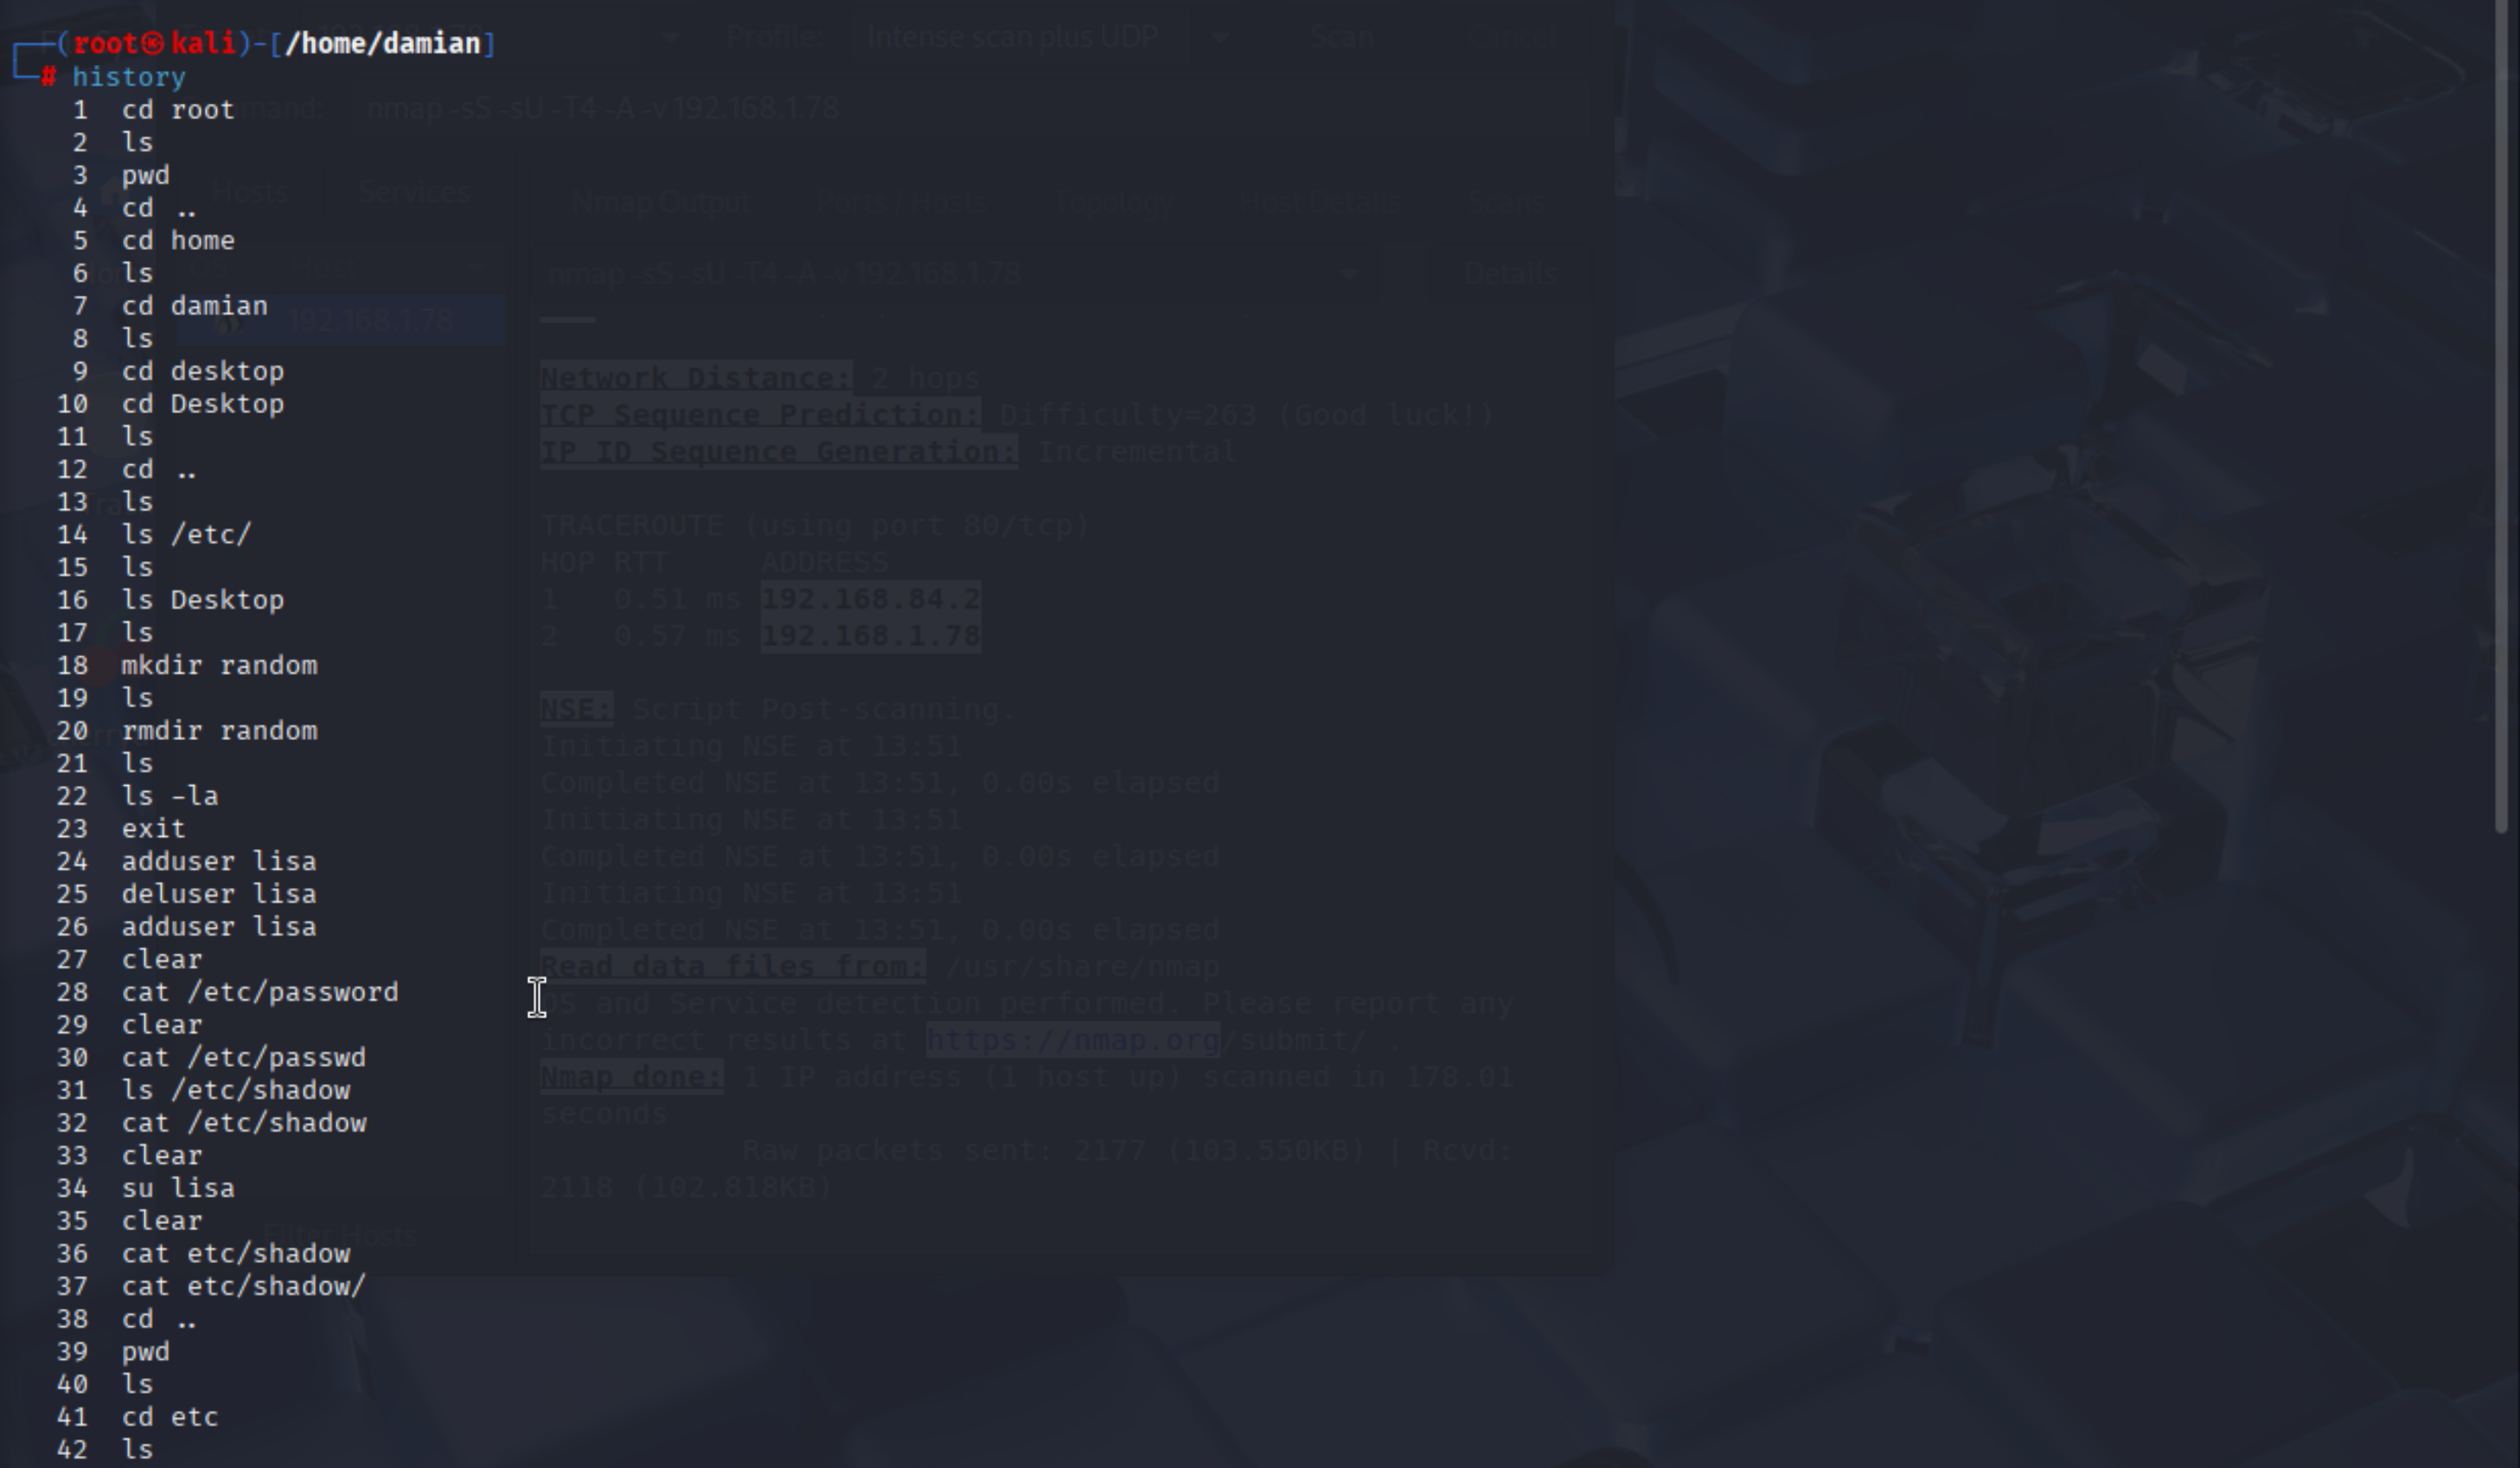 ┌──(root㉿kali)-[/home/damian]
└─# history
1 cd root
2 ls
3 pwd
4 cd ..
5 cd home
6 ls
7 cd damian
8 ls
9 cd desktop
10 cd Desktop
11 ls
12 cd ..
13 ls
14 ls /etc/
15 ls
16 ls Desktop
17 ls
18 mkdir random
19 ls
20 rmdir random
21 ls
22 ls -la
23 exit
24 adduser lisa
25 deluser lisa
26 adduser lisa
27 clear
28 cat /etc/password
29 clear
30 cat /etc/passwd
31 ls /etc/shadow
32 cat /etc/shadow
33 clear
34 su lisa
35 clear
36 cat etc/shadow
37 cat etc/shadow/
38 cd ..
39 pwd
40 ls
41 cd etc
42 ls
192.168.1.78
Profile: Intense scan plus UDP
Scan
Cancel
nmap -sS -sU -T4 -A -v 192.168.1.78
Hosts
Services
Nmap Output
Ports / Hosts
Topology
Host Details
Scans
Host
nmap -sS -sU -T4 -A -v 192.168.1.78
Details
192.168.1.78
Network Distance: 2 hops
TCP Sequence Prediction: Difficulty=263 (Good luck!)
IP ID Sequence Generation: Incremental
TRACEROUTE (using port 80/tcp)
HOP RTT ADDRESS
1 0.51 ms 192.168.84.2
2 0.57 ms 192.168.1.78
NSE: Script Post-scanning.
Initiating NSE at 13:51
Completed NSE at 13:51, 0.00s elapsed
Initiating NSE at 13:51
Completed NSE at 13:51, 0.00s elapsed
Initiating NSE at 13:51
Completed NSE at 13:51, 0.00s elapsed
Read data files from: /usr/share/nmap
OS and Service detection performed. Please report any
incorrect results at https://nmap.org/submit/ .
Nmap done: 1 IP address (1 host up) scanned in 178.01
seconds
Raw packets sent: 2177 (103.550KB) | Rcvd:
2118 (102.818KB)
Filter Hosts